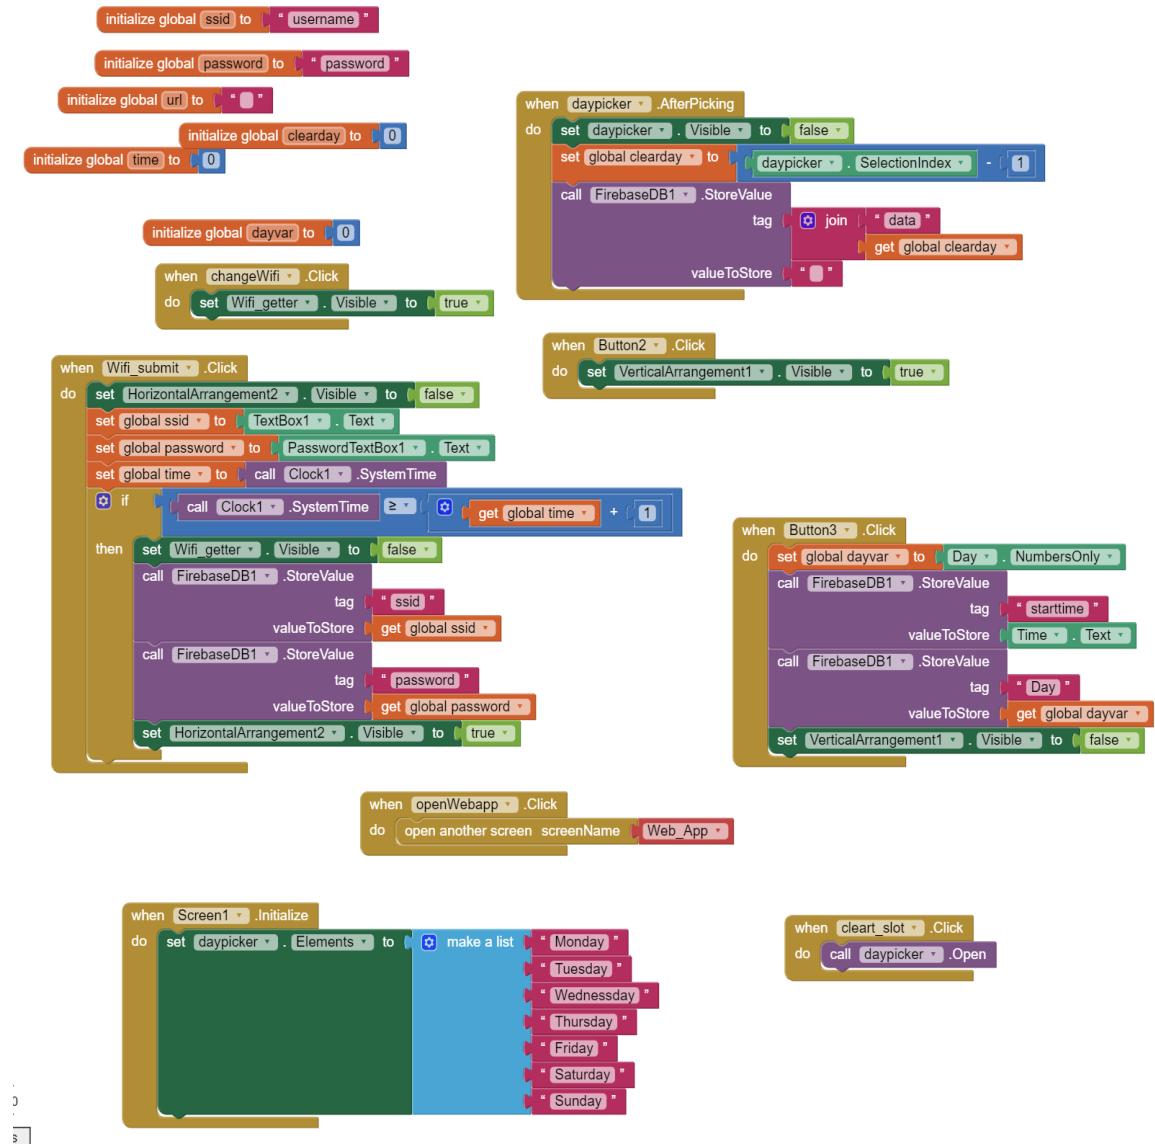 initialize global ssid to " username "
initialize global password to " password "
initialize global url to " "
initialize global clearday to 0
initialize global time to 0
initialize global dayvar to 0
when changeWifi .Click
do set Wifi_getter . Visible to true
when daypicker .AfterPicking
do set daypicker . Visible to false
set global clearday to daypicker . SelectionIndex - 1
call FirebaseDB1 .StoreValue
tag join " data "
get global clearday
valueToStore " "
when Button2 .Click
do set VerticalArrangement1 . Visible to true
when Wifi_submit .Click
do set HorizontalArrangement2 . Visible to false
set global ssid to TextBox1 . Text
set global password to PasswordTextBox1 . Text
set global time to call Clock1 .SystemTime
if call Clock1 .SystemTime ≥ get global time + 1
then set Wifi_getter . Visible to false
call FirebaseDB1 .StoreValue
tag " ssid "
valueToStore get global ssid
call FirebaseDB1 .StoreValue
tag " password "
valueToStore get global password
set HorizontalArrangement2 . Visible to true
when Button3 .Click
do set global dayvar to Day . NumbersOnly
call FirebaseDB1 .StoreValue
tag " starttime "
valueToStore Time . Text
call FirebaseDB1 .StoreValue
tag " Day "
valueToStore get global dayvar
set VerticalArrangement1 . Visible to false
when openWebapp .Click
do open another screen screenName Web_App
when Screen1 .Initialize
do set daypicker . Elements to make a list " Monday "
" Tuesday "
" Wednessday "
" Thursday "
" Friday "
" Saturday "
" Sunday "
when cleart_slot .Click
do call daypicker .Open